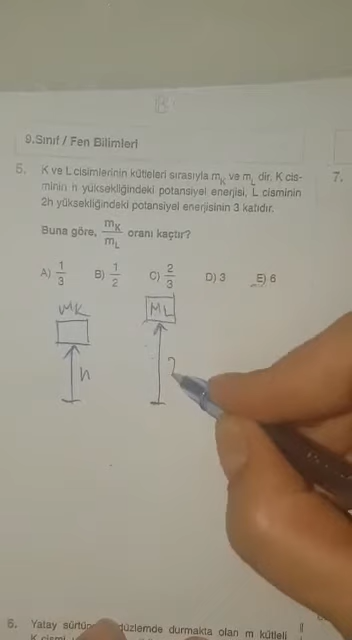 9.Sınıf / Fen Bilimleri
5. K ve L cisimlerinin kütleleri sırasıyla mK ve mL dir. K cis-
minin h yüksekliğindeki potansiyel enerjisi, L cisminin
2h yüksekliğindeki potansiyel enerjisinin 3 katıdır.
Buna göre, mK/mL oranı kaçtır?
A) 1/3 B) 1/2 C) 2/3 D) 3 E) 6
7.
mK mL
h 2
6. Yatay düzlemde durmakta olan m kütleli
K cismi